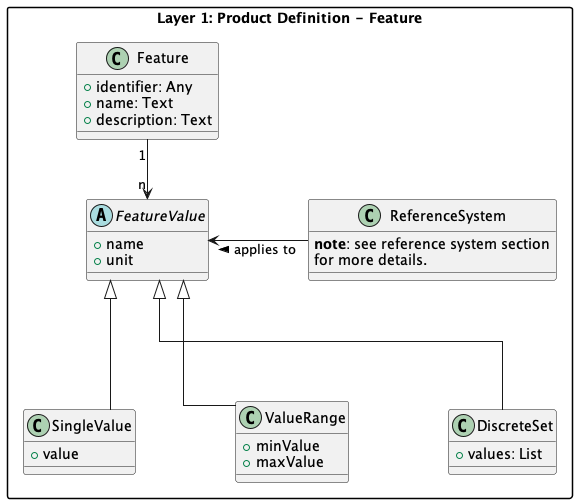 Layer 1: Product Definition - Feature
C Feature
identifier: Any
name: Text
description: Text
1
n
A FeatureValue
name
unit
C ReferenceSystem
note: see reference system section
for more details.
◄ applies to
C SingleValue
value
C ValueRange
minValue
maxValue
C DiscreteSet
values: List